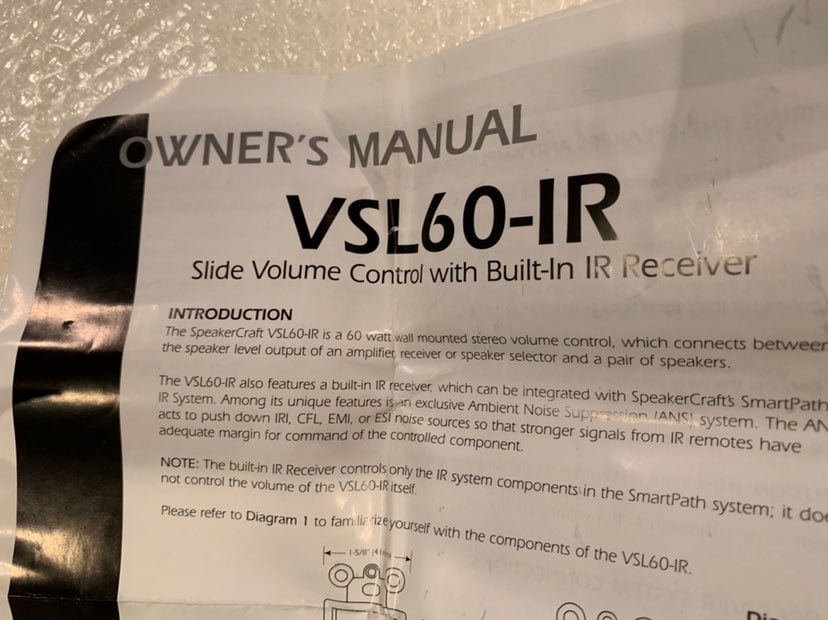 OWNER'S MANUAL
VSL60-IR
Slide Volume Control with Built-In IR Receiver
INTRODUCTION
The SpeakerCraft VSL60-IR is a 60 watt wall mounted stereo volume control, which connects between
the speaker level output of an amplifier, receiver or speaker selector and a pair of speakers.
The VSL60-IR also features a built-in IR receiver, which can be integrated with SpeakerCraft's SmartPath
IR System. Among its unique features is an exclusive Ambient Noise Suppression (ANS) system. The AN
acts to push down IRI, CFL, EMI, or ESI noise sources so that stronger signals from IR remotes have
adequate margin for command of the controlled component.
NOTE: The built-in IR Receiver controls only the IR system components in the SmartPath system; it doe
not control the volume of the VSL60-IR itself.
Please refer to Diagram 1 to familiarize yourself with the components of the VSL60-IR.
1-5/8" (41m